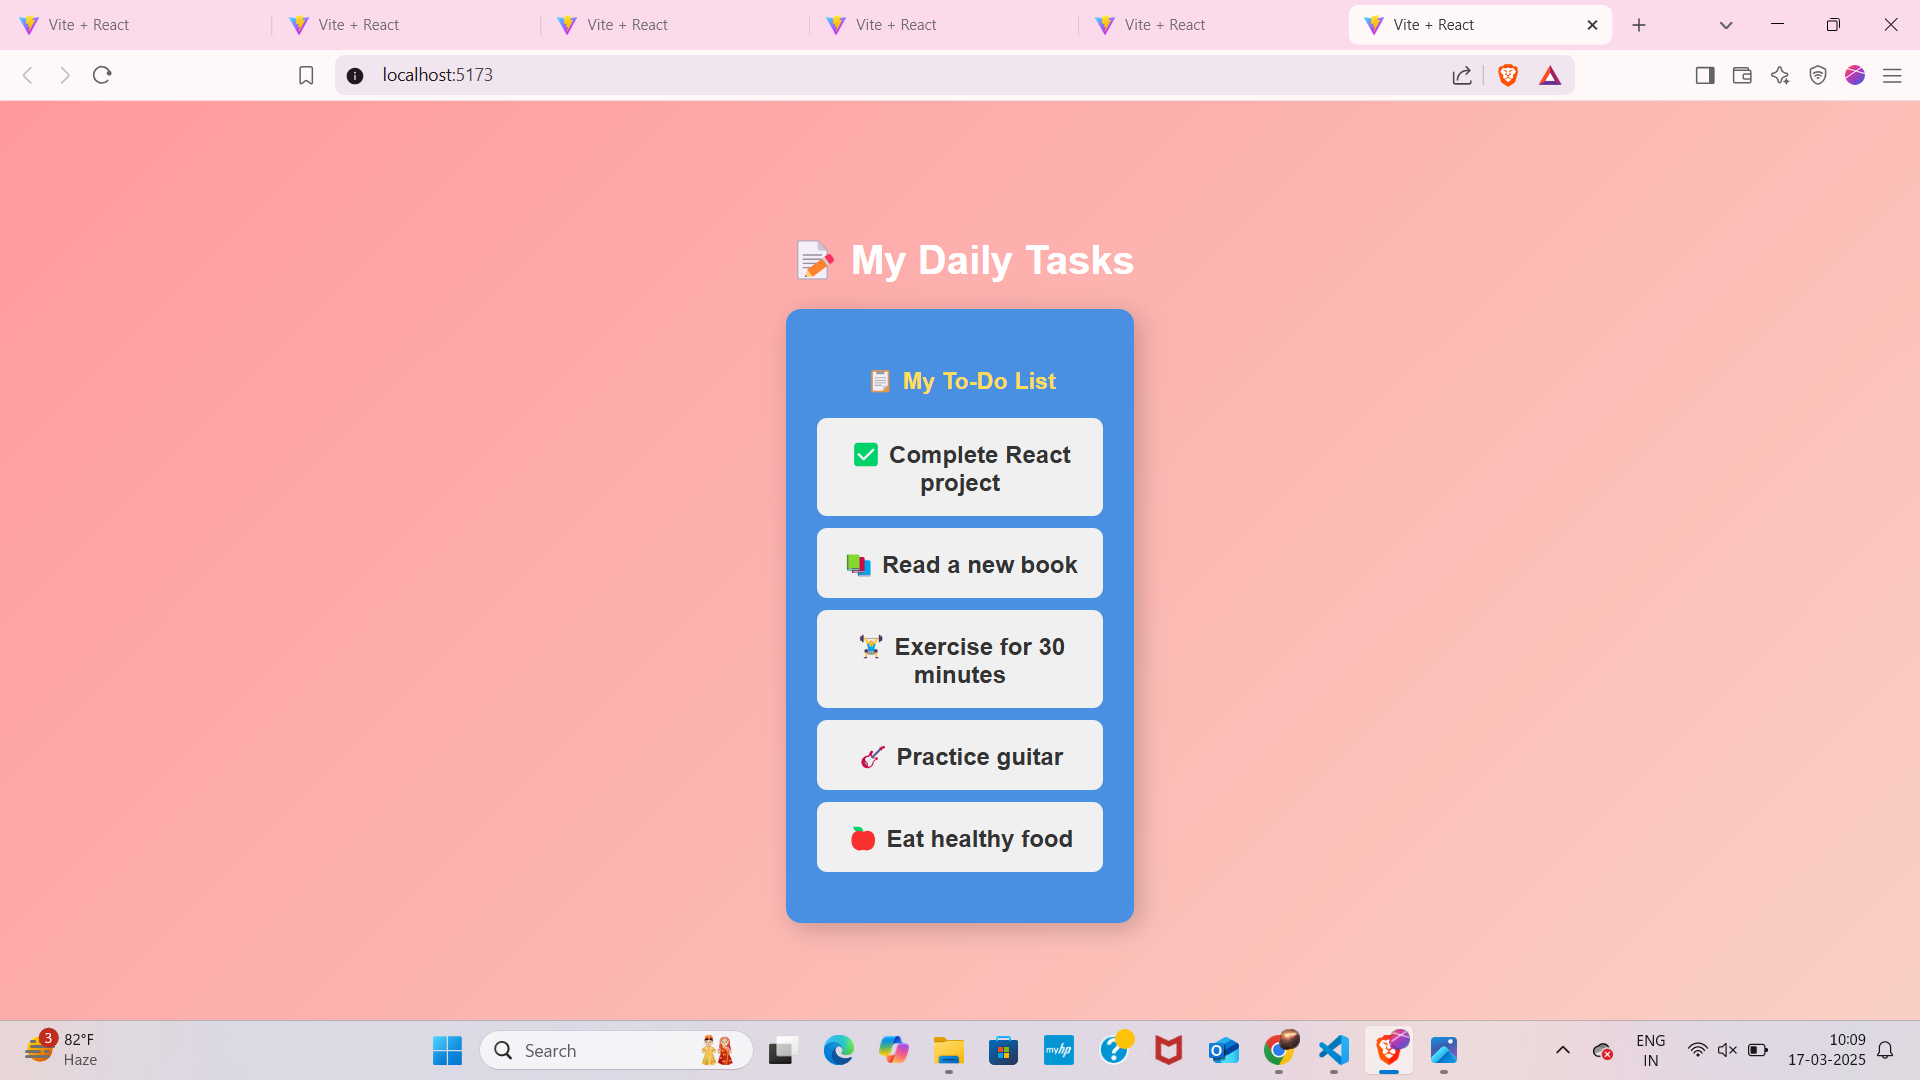 Vite + React
Vite + React
Vite + React
Vite + React
Vite + React
Vite + React
localhost:5173
📝 My Daily Tasks
📋 My To-Do List
✅ Complete React
project
📚 Read a new book
🏋️ Exercise for 30
minutes
🎸 Practice guitar
🍎 Eat healthy food
3
82°F
Haze
Search
myhp
ENG
IN
10:09
17-03-2025